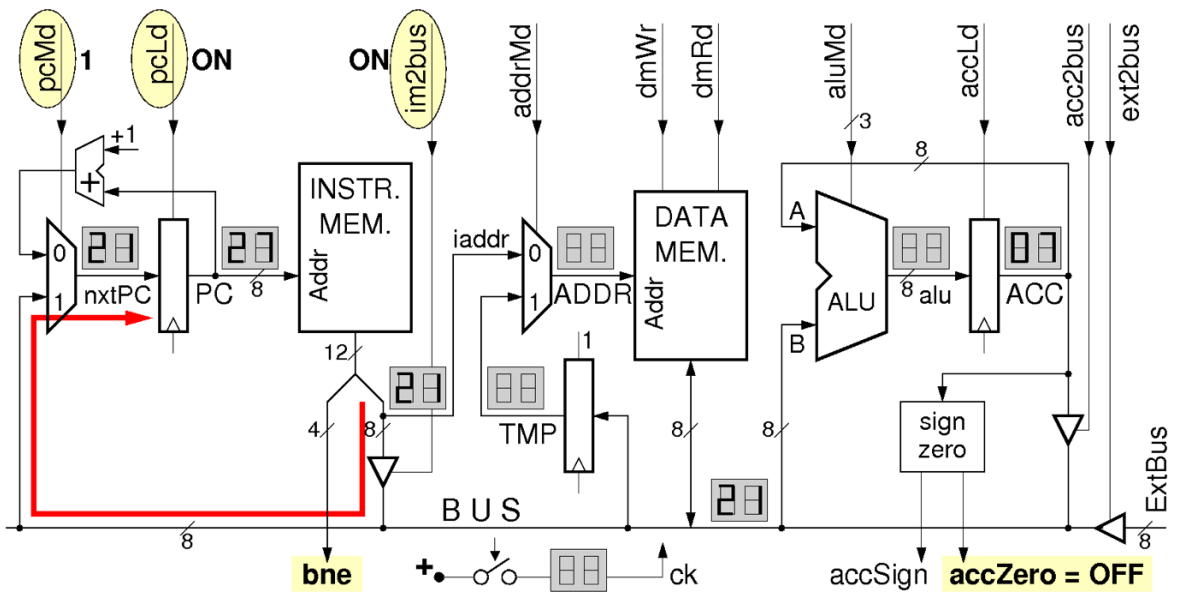 pcMd
1
pcLd
ON
ON
im2bus
addrMd
dmWr
dmRd
aluMd
accLd
acc2bus
ext2bus
+1
+
3
8
INSTR.
MEM.
Addr
DATA
MEM.
Addr
A
B
ALU
0
1
21
nxtPC
27
PC
8
iaddr
0
1
ADDR
8
alu
07
ACC
12
21
4
8
TMP
1
8
8
sign
zero
21
BUS
8
ExtBus
8
bne
+
ck
accSign
accZero = OFF